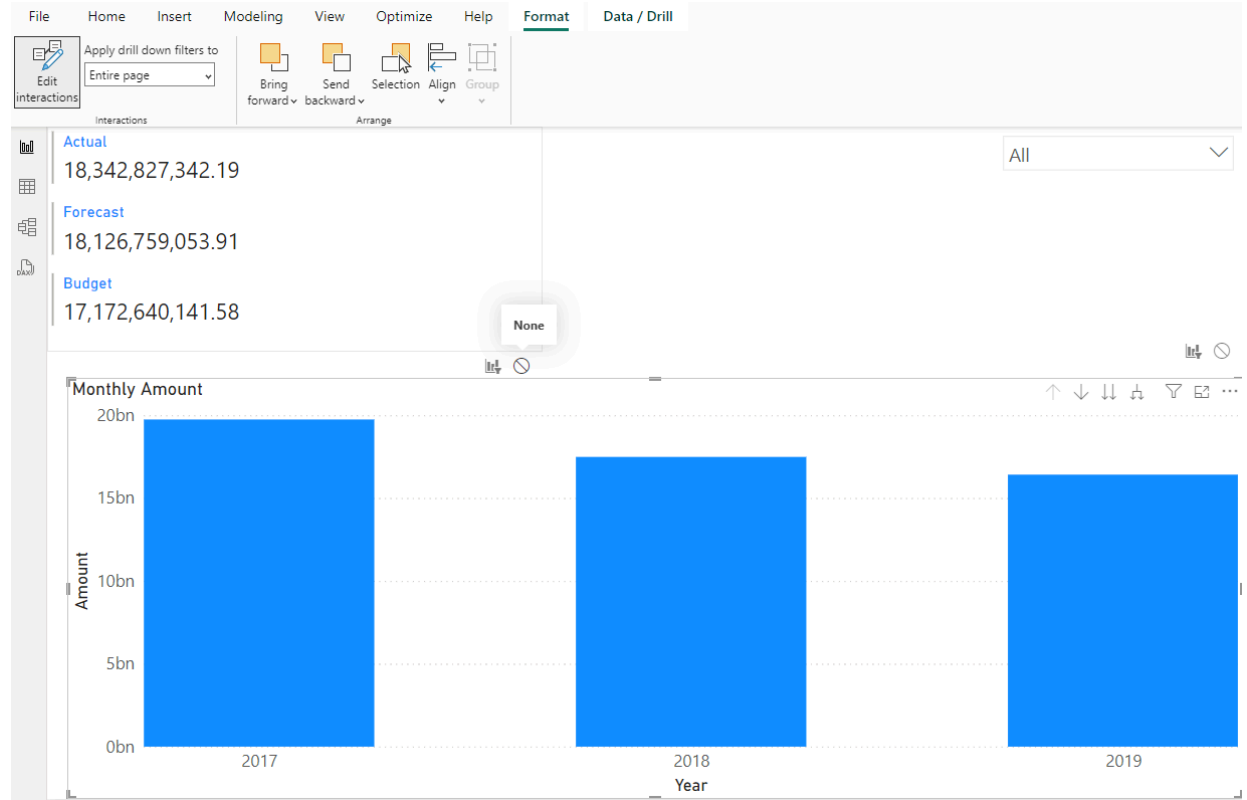 File Home Insert Modeling View Optimize Help Format Data / Drill
Edit
interactions
Apply drill down filters to
Entire page
Interactions
Bring
forward
Send
backward
Selection
Align
Group
Arrange
DAX
Actual
18,342,827,342.19
All
Forecast
18,126,759,053.91
Budget
17,172,640,141.58
None
Monthly Amount
20bn
15bn
10bn
5bn
0bn
Amount
2017 2018 2019
Year